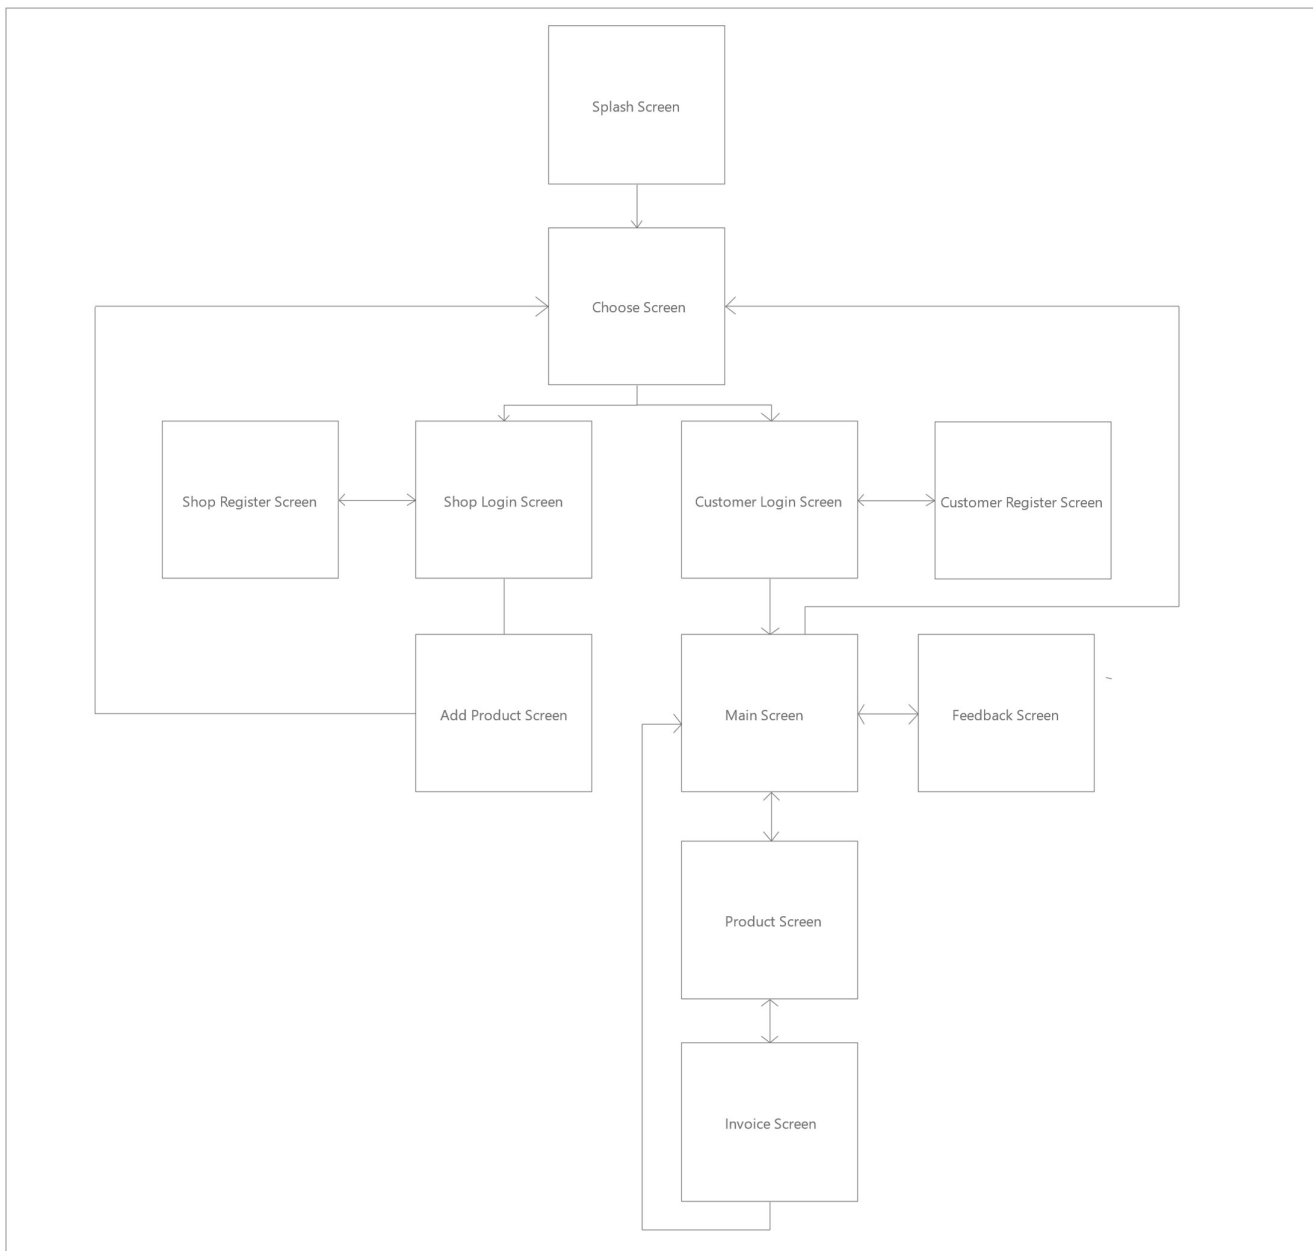 Splash Screen
Choose Screen
Shop Register Screen
Shop Login Screen
Customer Login Screen
Customer Register Screen
Add Product Screen
Main Screen
Feedback Screen
Product Screen
Invoice Screen